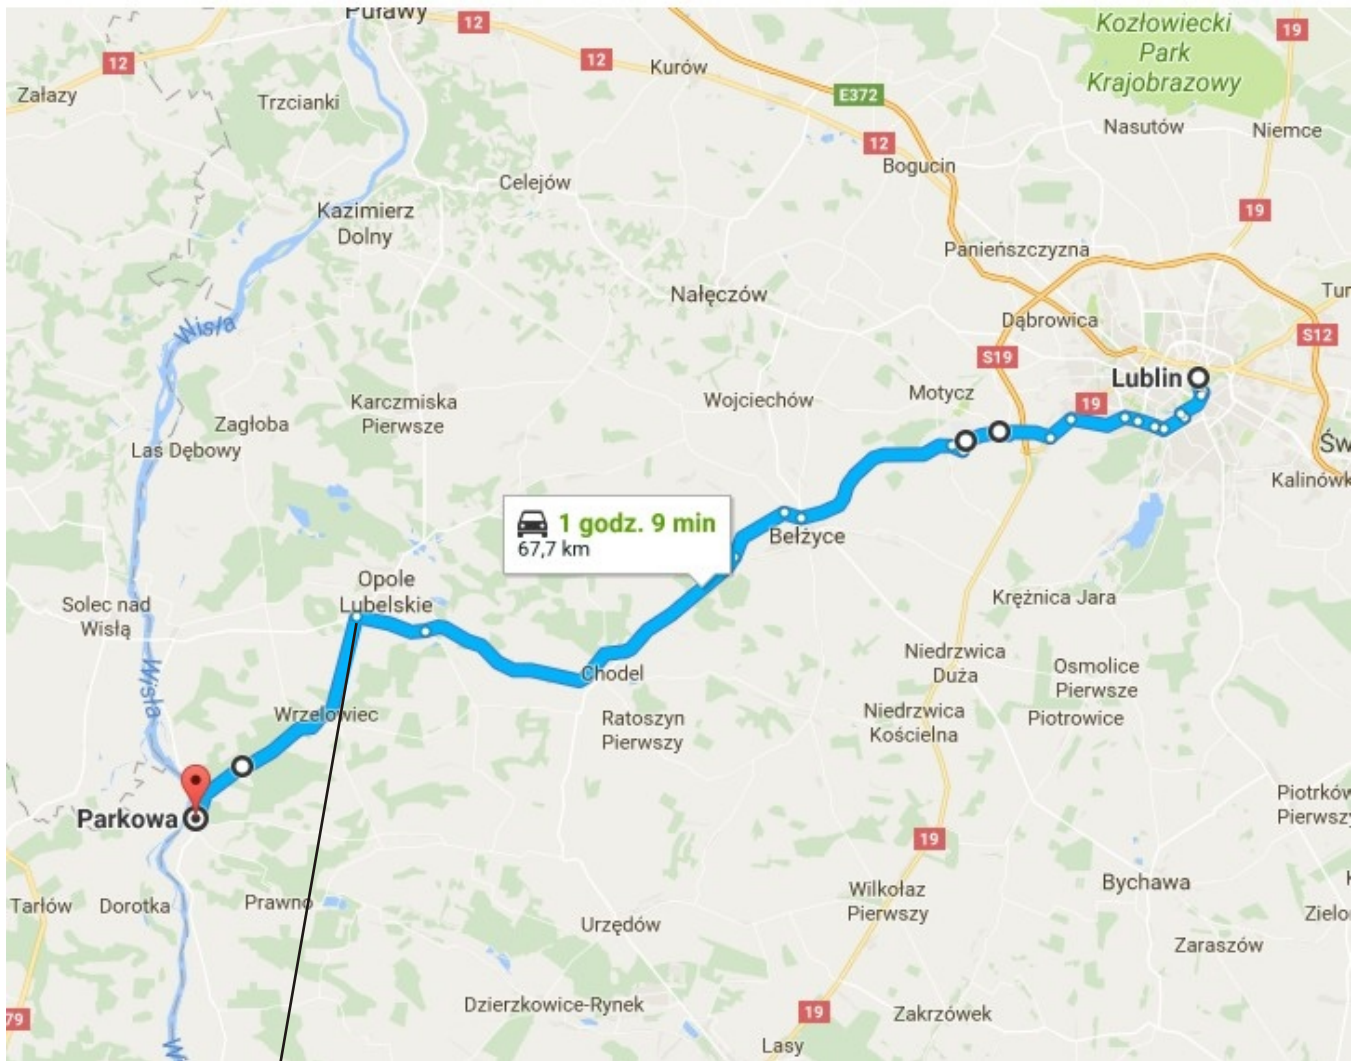 Puławy
12
Kozłowiecki
Park
Krajobrazowy
19
12
12
Kurów
Załazy
Trzcianki
E372
Nasutów
Niemce
12
Bogucin
Celejów
Kazimierz
Dolny
19
Panieńszczyzna
Nałęczów
Tur
Wisła
Dąbrowica
S12
S19
Lublin
Motycz
19
Wojciechów
Karczmiska
Pierwsze
Zagłoba
Las Dębowy
Św
Kalinówk
1 godz. 9 min
67,7 km
Bełżyce
Opole
Lubelskie
Solec nad
Wisłą
Krężnica Jara
Niedrzwica
Duża
Osmolice
Pierwsze
Chodel
Wisła
Wrzelowiec
Ratoszyn
Pierwszy
Niedrzwica
Kościelna
Piotrowice
Parkowa
Piotrków
Pierwszy
19
Bychawa
Tarłów
Dorotka
Prawno
Wilkołaz
Pierwszy
Urzędów
Zielo
Zaraszów
Dzierzkowice-Rynek
79
19
Zakrzówek
Lasy
W